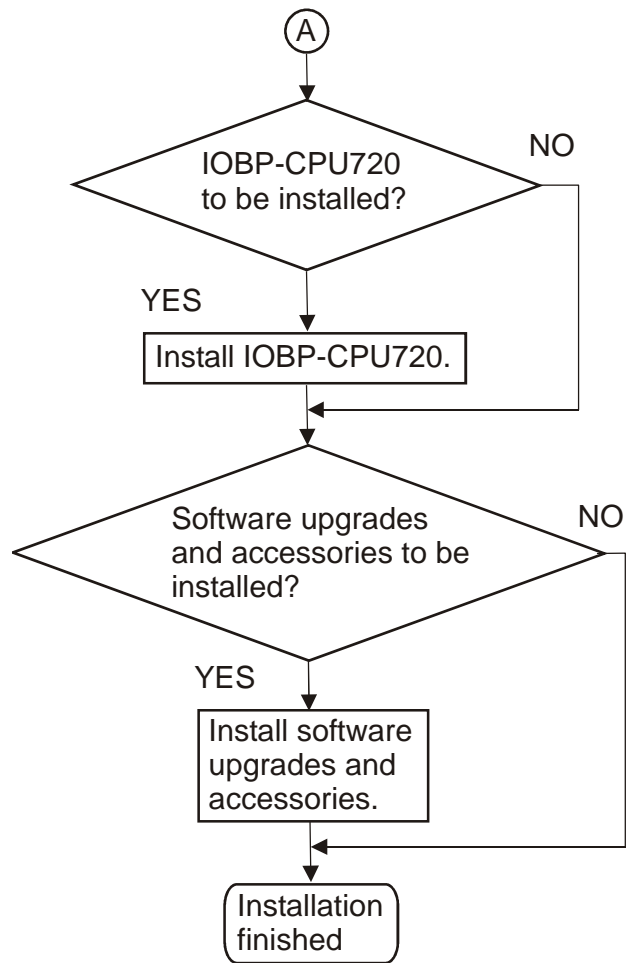 A
IOBP-CPU720
NO
to be installed?
YES
Install IOBP-CPU720.
Software upgrades
NO
and accessories to be
installed?
YES
Install software
upgrades and
accessories.
Installation
finished